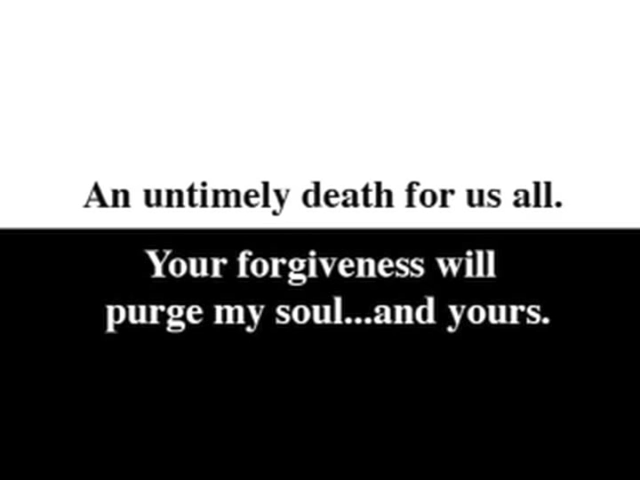 An untimely death for us all.
Your forgiveness will
purge my soul...and yours.